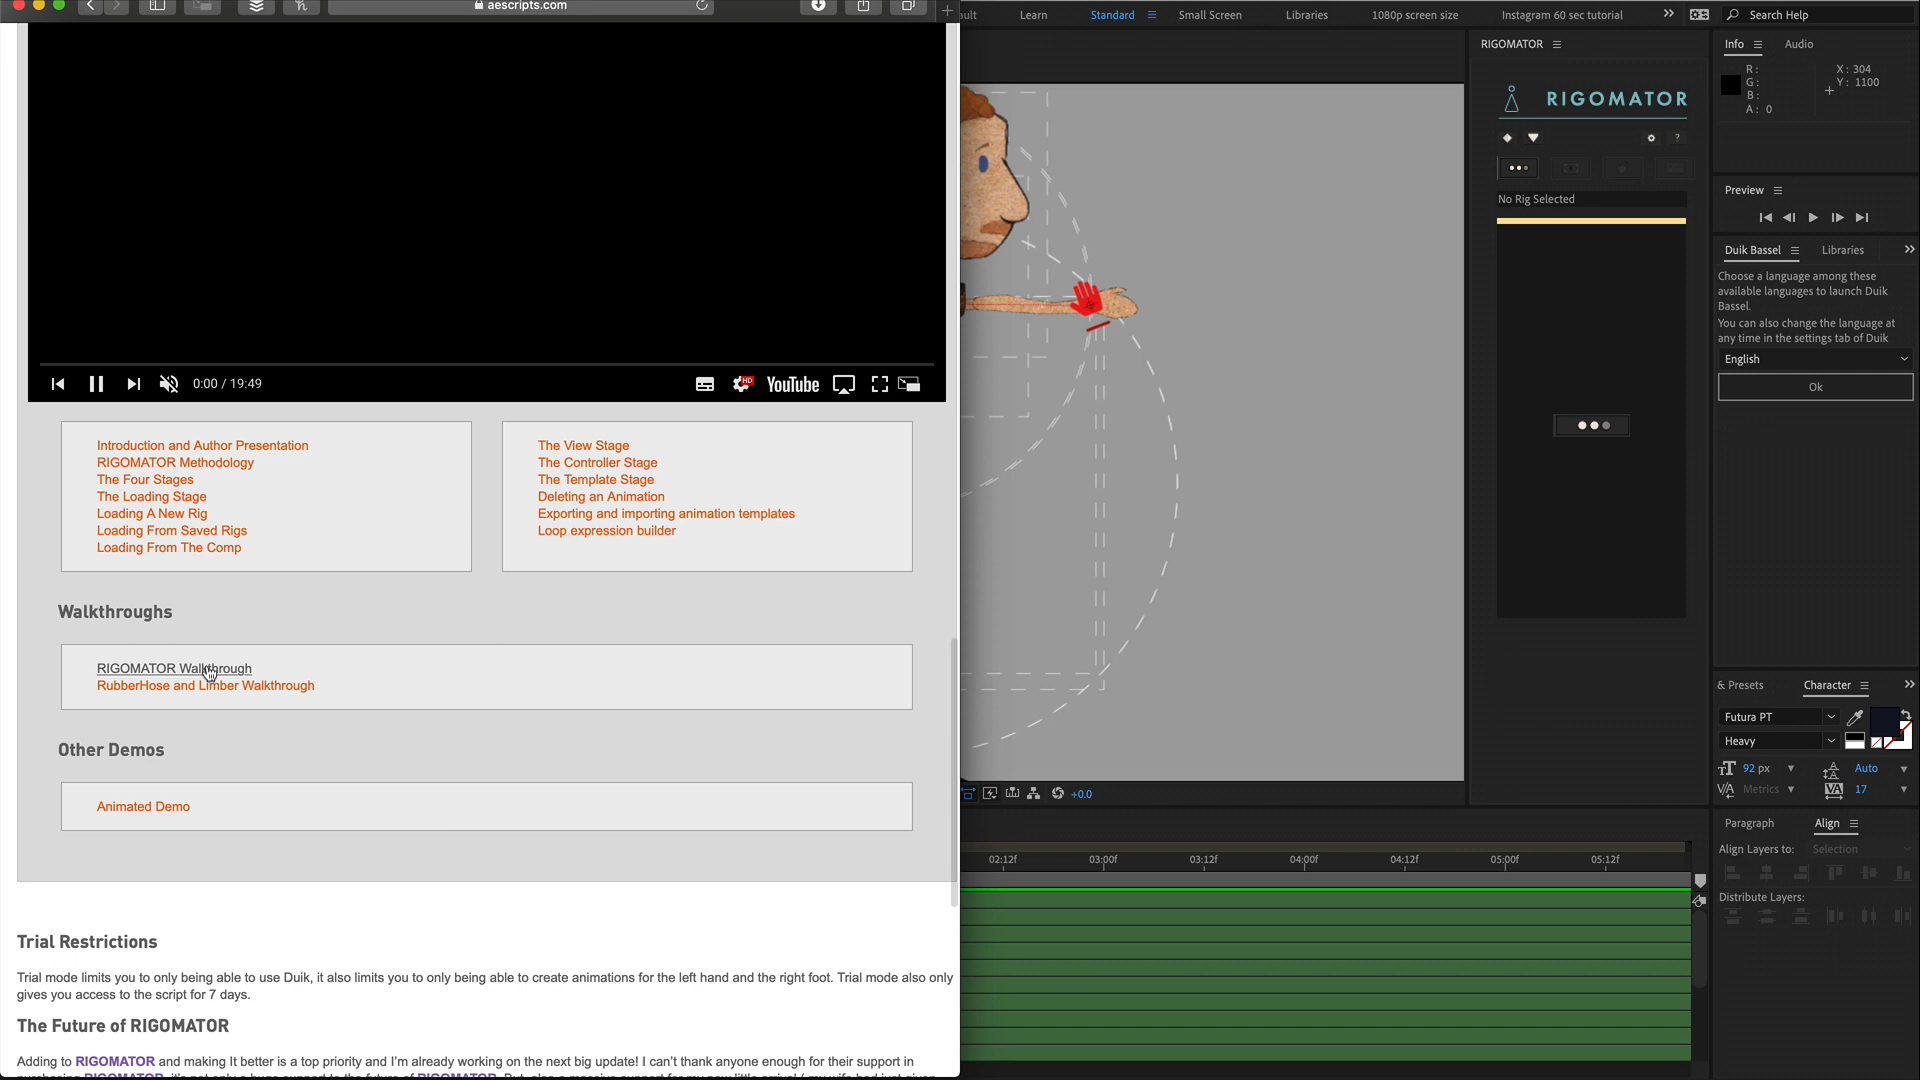 aescripts.com
0:00 / 19:49
HD
YouTube
Introduction and Author Presentation
RIGOMATOR Methodology
The Four Stages
The Loading Stage
Loading A New Rig
Loading From Saved Rigs
Loading From The Comp
The View Stage
The Controller Stage
The Template Stage
Deleting an Animation
Exporting and importing animation templates
Loop expression builder
Walkthroughs
RIGOMATOR Walkthrough
RubberHose and Limber Walkthrough
Other Demos
Animated Demo
Trial Restrictions
Trial mode limits you to only being able to use Duik, it also limits you to only being able to create animations for the left hand and the right foot. Trial mode also only
gives you access to the script for 7 days.
The Future of RIGOMATOR
Adding to RIGOMATOR and making It better is a top priority and I'm already working on the next big update! I can't thank anyone enough for their support in
ault
Learn
Standard
Small Screen
Libraries
1080p screen size
Instagram 60 sec tutorial
Search Help
+0.0
02:12f
03:00f
03:12f
04:00f
04:12f
05:00f
05:12f
RIGOMATOR
RIGOMATOR
?
No Rig Selected
Info
Audio
R:
G:
B:
A: 0
X: 304
Y: 1100
Preview
Duik Bassel
Libraries
Choose a language among these
available languages to launch Duik
Bassel.
You can also change the language at
any time in the settings tab of Duik
English
Ok
& Presets
Character
Futura PT
Heavy
92 px
Auto
Metrics
17
Paragraph
Align
Align Layers to:
Selection
Distribute Layers: